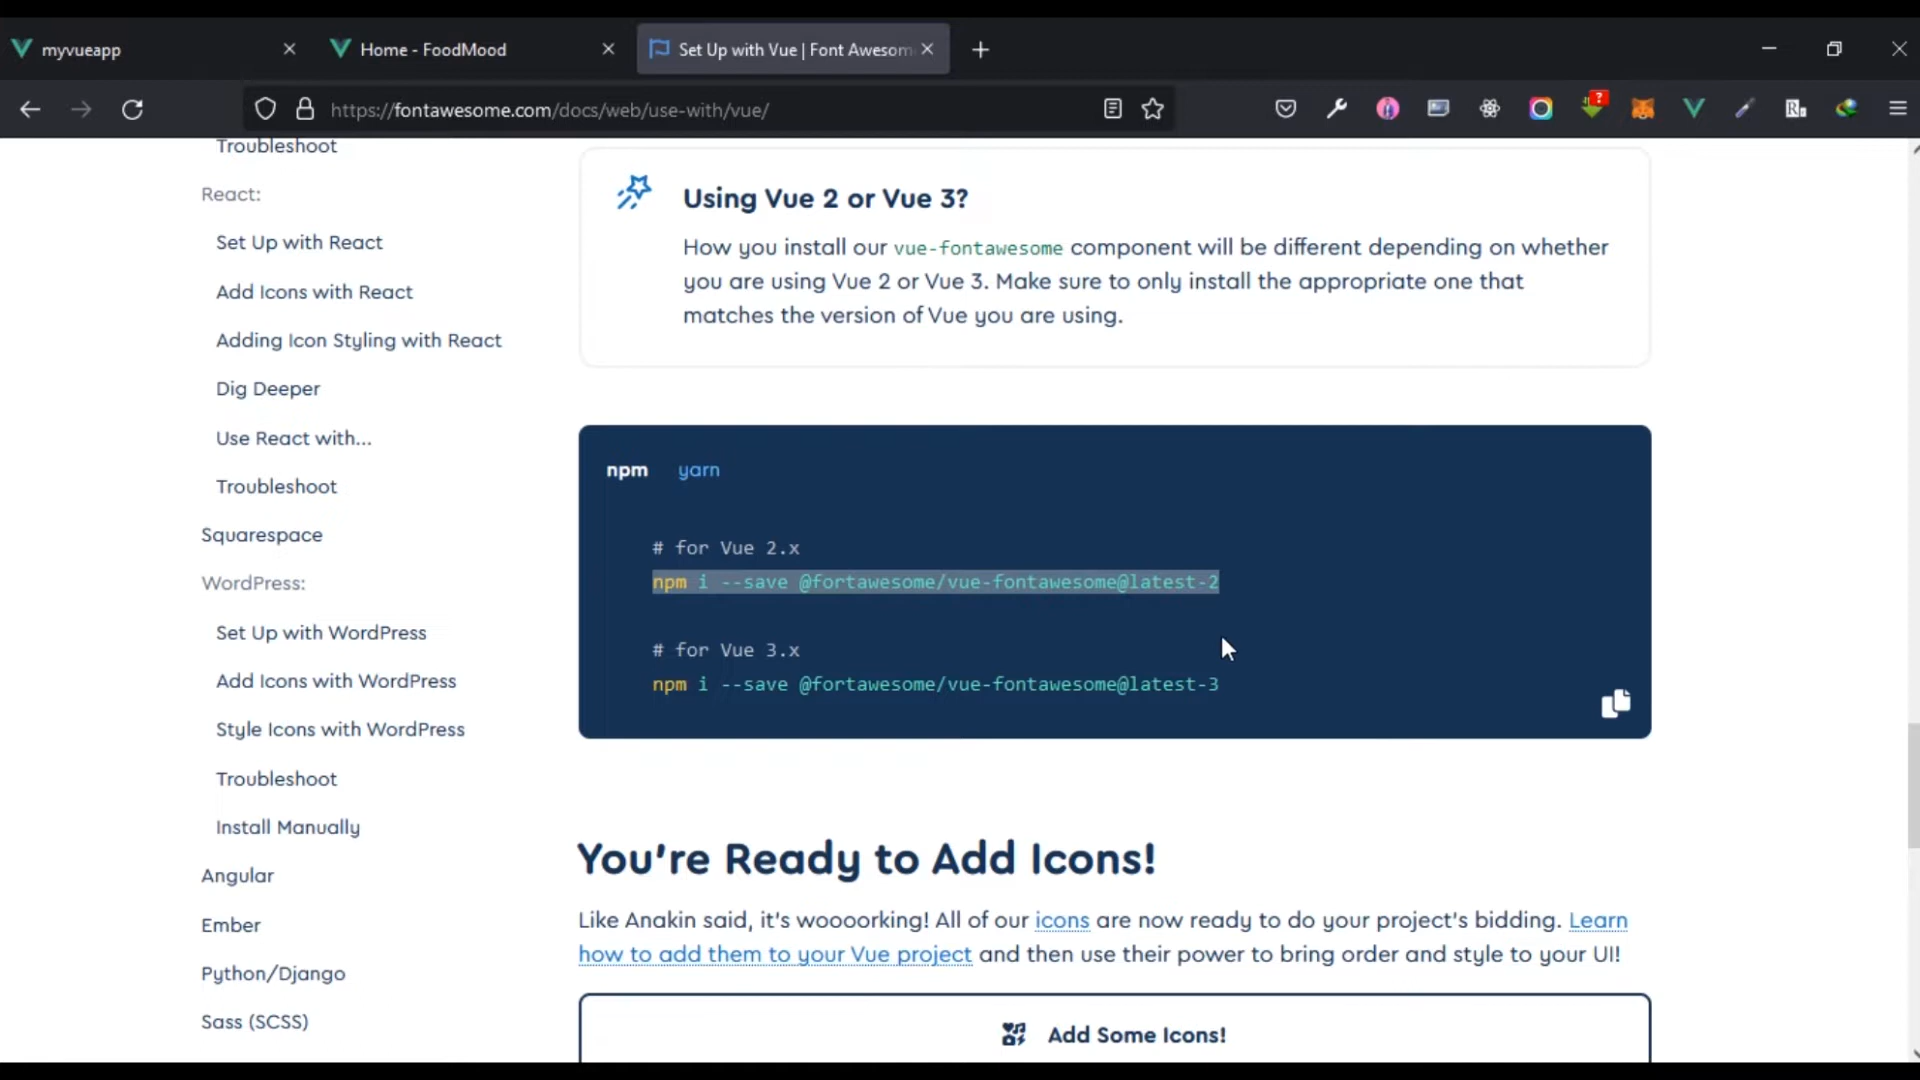 myvueapp
Home - FoodMood
Set Up with Vue | Font Awesom
https://fontawesome.com/docs/web/use-with/vue/
?
R
Troubleshoot
React:
Set Up with React
Add Icons with React
Adding Icon Styling with React
Dig Deeper
Use React with...
Troubleshoot
Squarespace
WordPress:
Set Up with WordPress
Add Icons with WordPress
Style Icons with WordPress
Troubleshoot
Install Manually
Angular
Ember
Python/Django
Sass (SCSS)
Using Vue 2 or Vue 3?
How you install our vue-fontawesome component will be different depending on whether
you are using Vue 2 or Vue 3. Make sure to only install the appropriate one that
matches the version of Vue you are using.
npm yarn
# for Vue 2.x
npm i --save @fortawesome/vue-fontawesome@latest-2
# for Vue 3.x
npm i --save @fortawesome/vue-fontawesome@latest-3
You're Ready to Add Icons!
Like Anakin said, it's woooorking! All of our icons are now ready to do your project's bidding. Learn
how to add them to your Vue project and then use their power to bring order and style to your UI!
Add Some Icons!